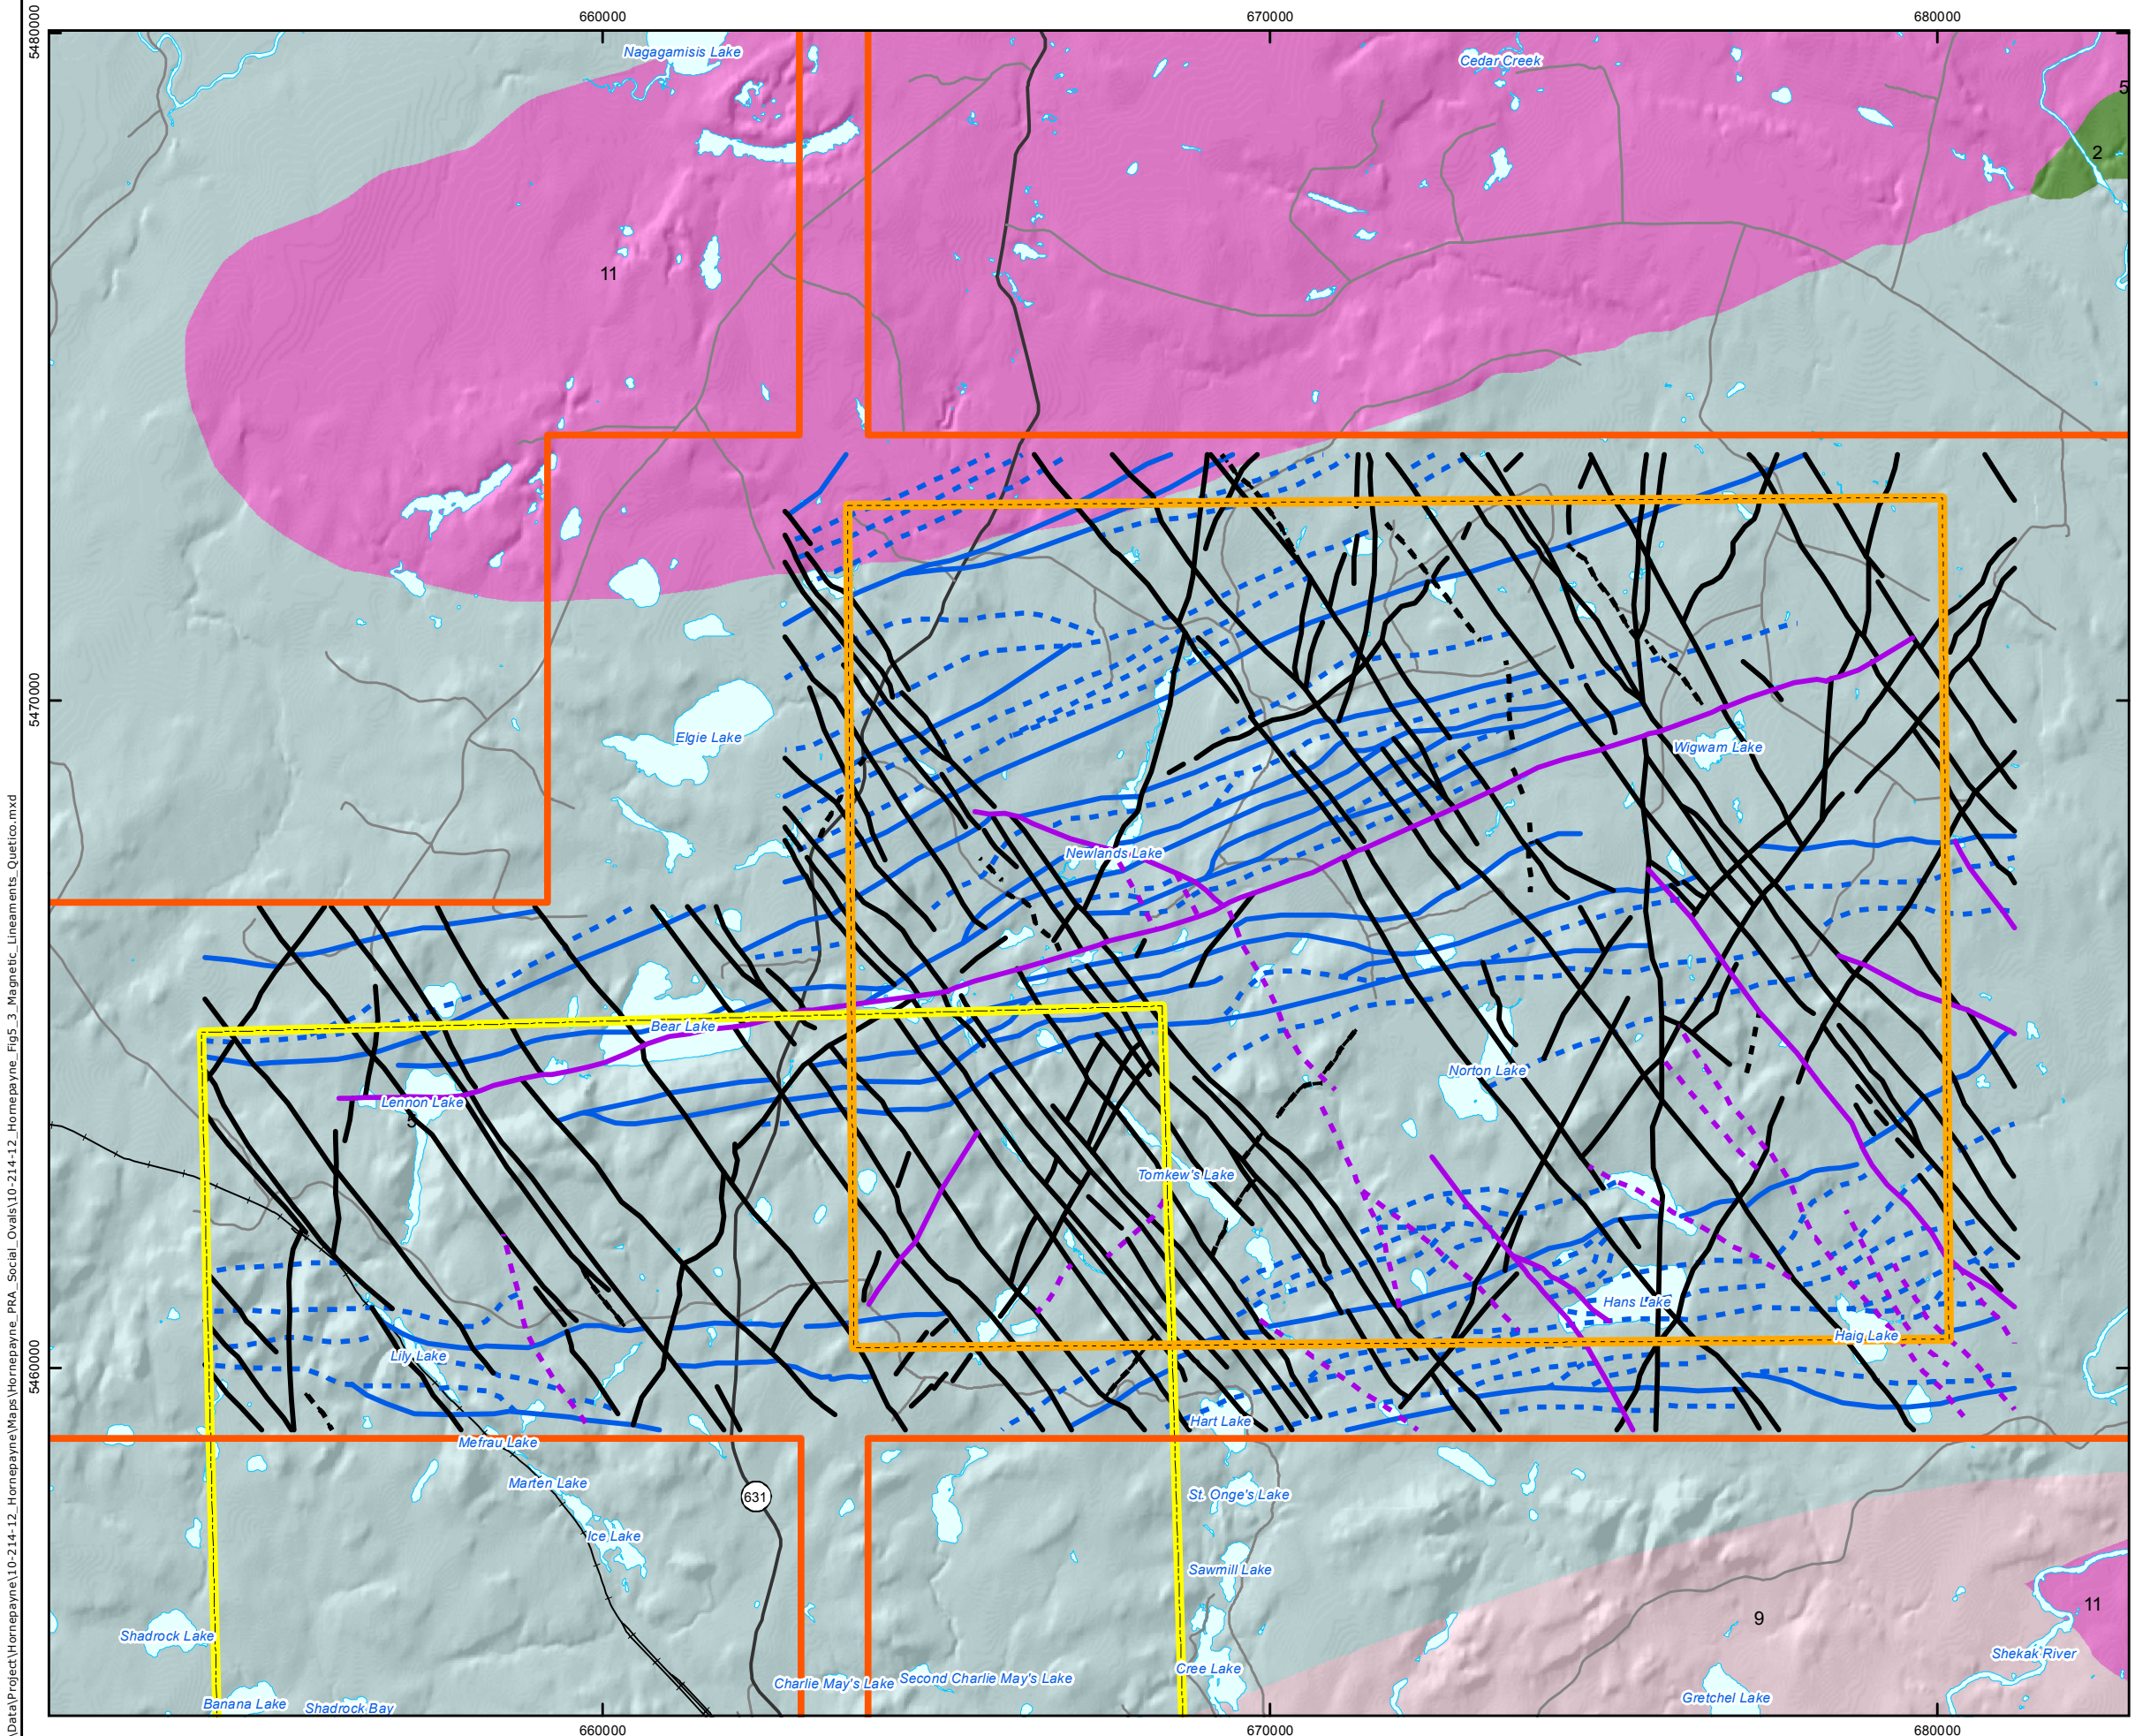 660000
670000
680000
5480000
Nagagamisis Lake
Cedar Creek
5
2
11
5470000
Elgie Lake
Wigwam Lake
Newlands Lake
\Data\Project\Hornepayne\10-214-12_Hornepayne\Maps\Hornepayne_PRA_Social_Ovals\10-214-12_Hornepayne_Fig5_3_Magnetic_Lineaments_Quetico.mxd
Bear Lake
Norton Lake
Lennon Lake
5
Tomkew's Lake
Hans Lake
Haig Lake
5460000
Lily Lake
Hart Lake
Mefrau Lake
Marten Lake
631
St. Onge's Lake
Ice Lake
Sawmill Lake
9
11
Shadrock Lake
Shekak River
Cree Lake
Charlie May's Lake
Second Charlie May's Lake
Gretchel Lake
Banana Lake
Shadrock Bay
660000
670000
680000